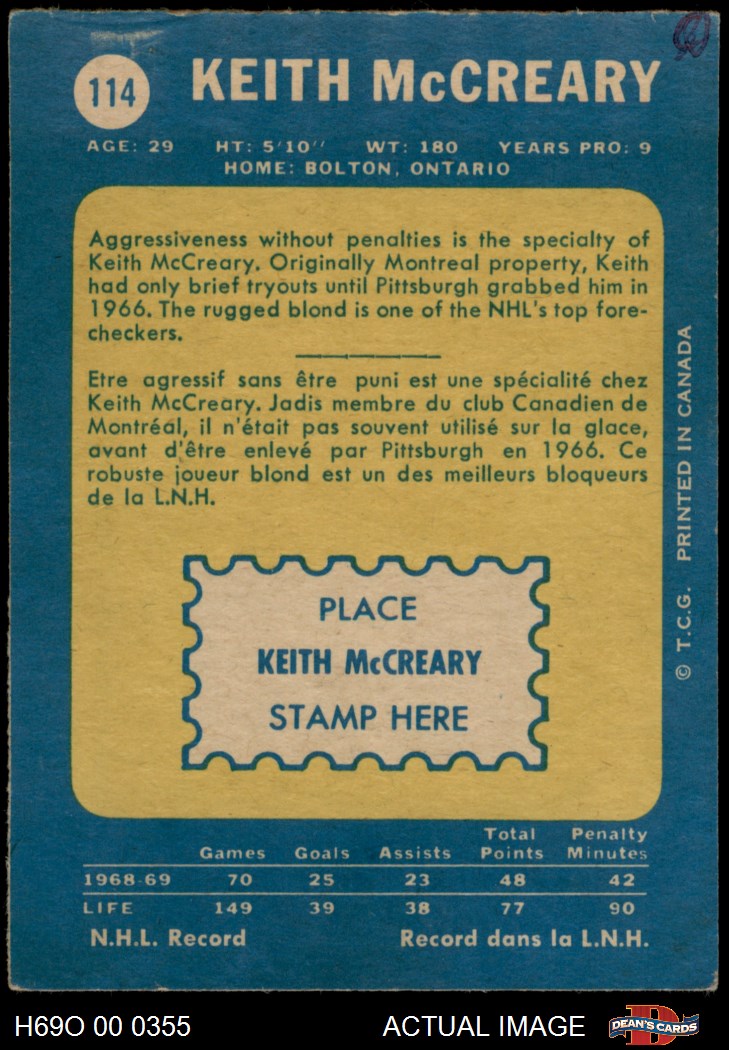 114
KEITH McCREARY
AGE: 29 HT: 5'10'' WT: 180 YEARS PRO: 9
HOME: BOLTON, ONTARIO
Aggressiveness without penalties is the specialty of
Keith McCreary. Originally Montreal property, Keith
had only brief tryouts until Pittsburgh grabbed him in
1966. The rugged blond is one of the NHL's top fore-
checkers.
Etre agressif sans être puni est une spécialité chez
Keith McCreary. Jadis membre du club Canadien de
Montréal, il n'était pas souvent utilisé sur la glace,
avant d'être enlevé par Pittsburgh en 1966. Ce
robuste joueur blond est un des meilleurs bloqueurs
de la L.N.H.
PLACE
KEITH McCREARY
STAMP HERE
© T.C.G. PRINTED IN CANADA
Games Goals Assists Total Points Penalty Minutes
1968-69 70 25 23 48 42
LIFE 149 39 38 77 90
N.H.L. Record Record dans la L.N.H.
H69O 00 0355 ACTUAL IMAGE DEAN'S CARDS